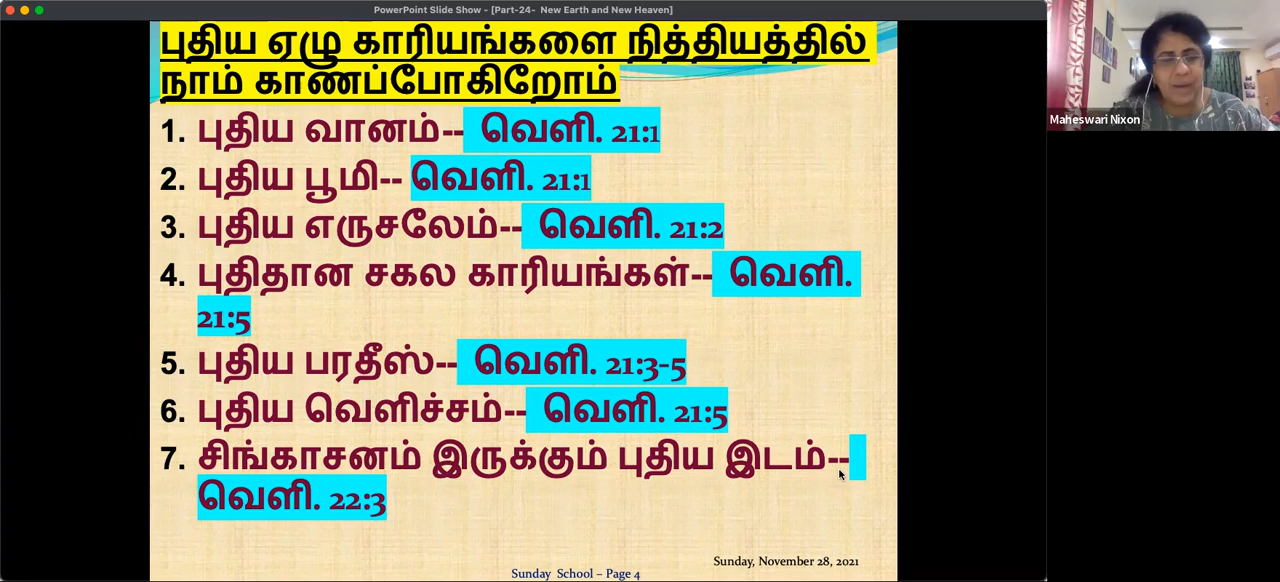 PowerPoint Slide Show - [Part-24- New Earth and New Heaven]
புதிய ஏழு காரியங்களை நித்தியத்தில்
நாம் காணப்போகிறோம்
1. புதிய வானம்-- வெளி. 21:1
2. புதிய பூமி-- வெளி. 21:1
3. புதிய எருசலேம்-- வெளி. 21:2
4. புதிதான சகல காரியங்கள்-- வெளி.
21:5
5. புதிய பரதீஸ்-- வெளி. 21:3-5
6. புதிய வெளிச்சம்-- வெளி. 21:5
7. சிங்காசனம் இருக்கும் புதிய இடம்--
வெளி. 22:3
Sunday, November 28, 2021
Sunday School – Page 4
Maheswari Nixon